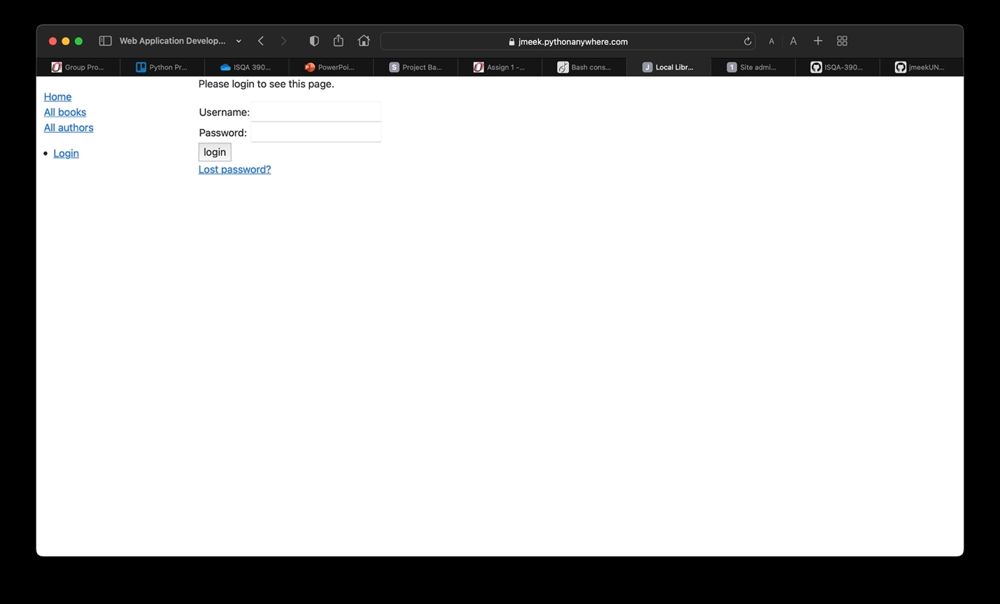 Web Application Develop...
jmeek.pythonanywhere.com
A A
Group Pro...
Python Pr...
ISQA 390...
PowerPoi...
S Project Ba...
Assign 1 -...
Bash cons...
J Local Libr...
1 Site admi...
ISQA-390...
jmeekUN...
Home
All books
All authors
Login
Please login to see this page.
Username:
Password:
login
Lost password?